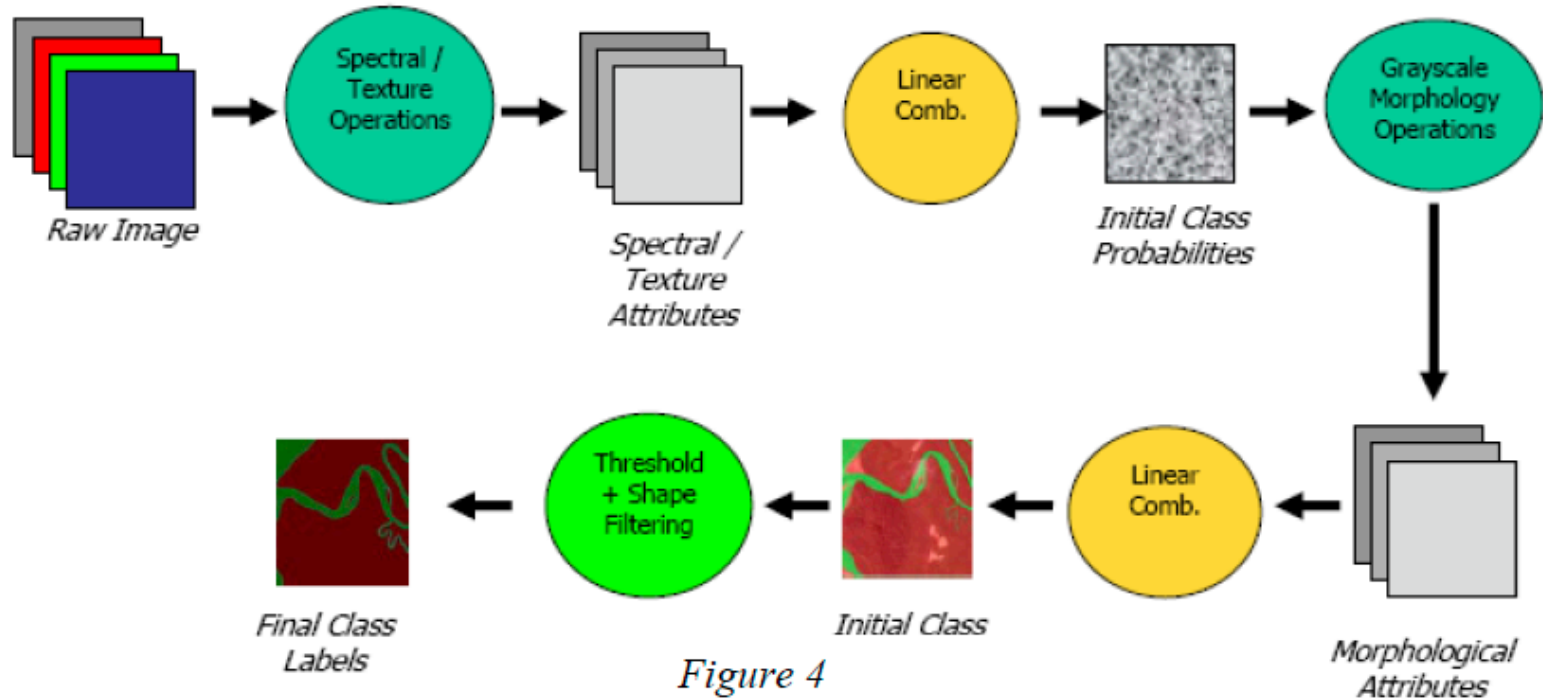 Raw Image
Spectral /
Texture
Operations
Spectral /
Texture
Attributes
Linear
Comb.
Initial Class
Probabilities
Grayscale
Morphology
Operations
Morphological
Attributes
Linear
Comb.
Initial Class
Threshold
+ Shape
Filtering
Final Class
Labels
Figure 4